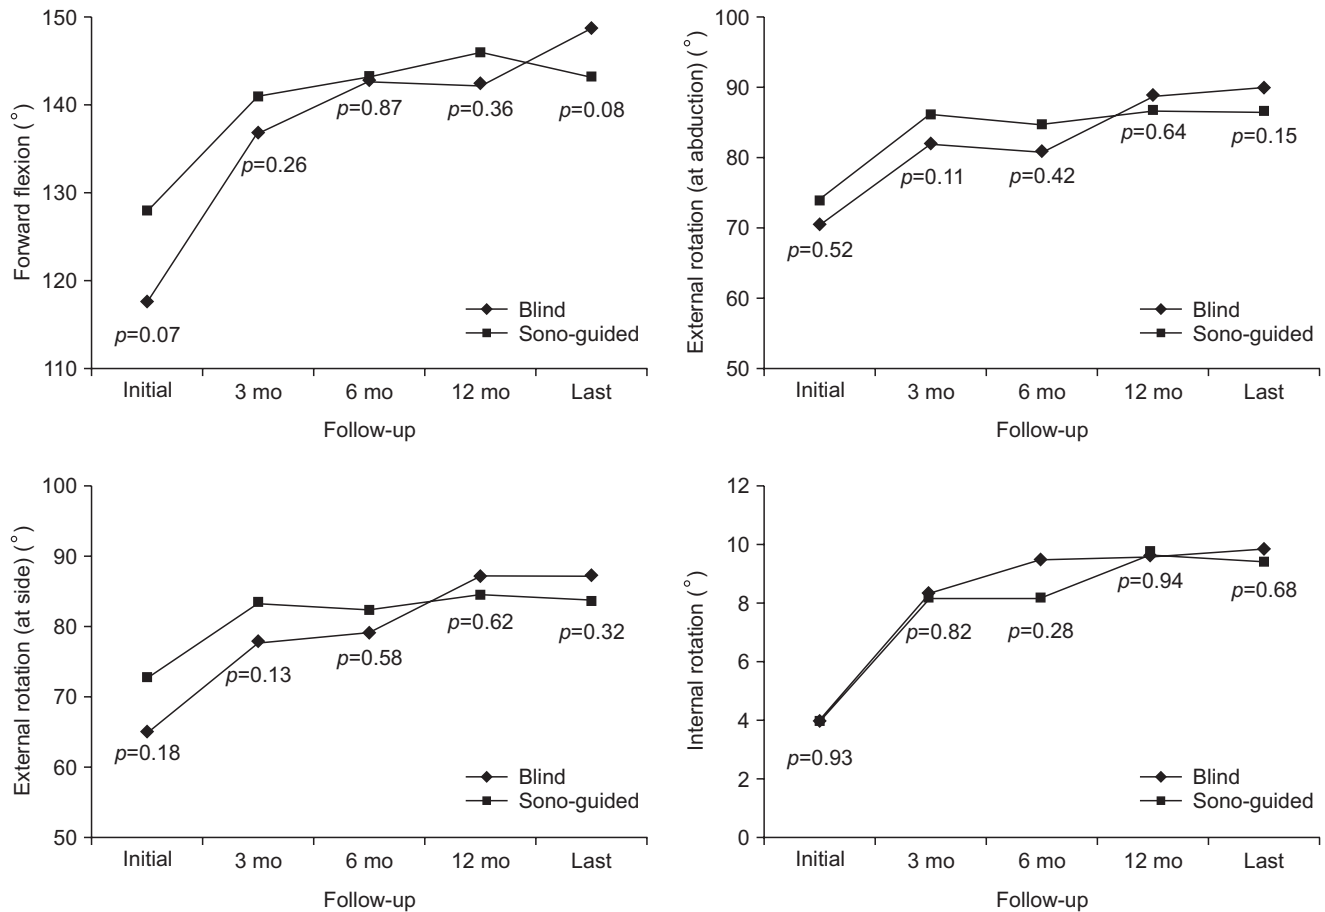 150
140
130
120
110
Forward flexion (°)
p=0.07
p=0.26
p=0.87
p=0.36
p=0.08
Blind
Sono-guided
Initial
3 mo
6 mo
12 mo
Last
Follow-up
100
90
80
70
60
50
External rotation (at abduction) (°)
p=0.52
p=0.11
p=0.42
p=0.64
p=0.15
Blind
Sono-guided
Initial
3 mo
6 mo
12 mo
Last
Follow-up
100
90
80
70
60
50
External rotation (at side) (°)
p=0.18
p=0.13
p=0.58
p=0.62
p=0.32
Blind
Sono-guided
Initial
3 mo
6 mo
12 mo
Last
Follow-up
12
10
8
6
4
2
0
Internal rotation (°)
p=0.93
p=0.82
p=0.28
p=0.94
p=0.68
Blind
Sono-guided
Initial
3 mo
6 mo
12 mo
Last
Follow-up